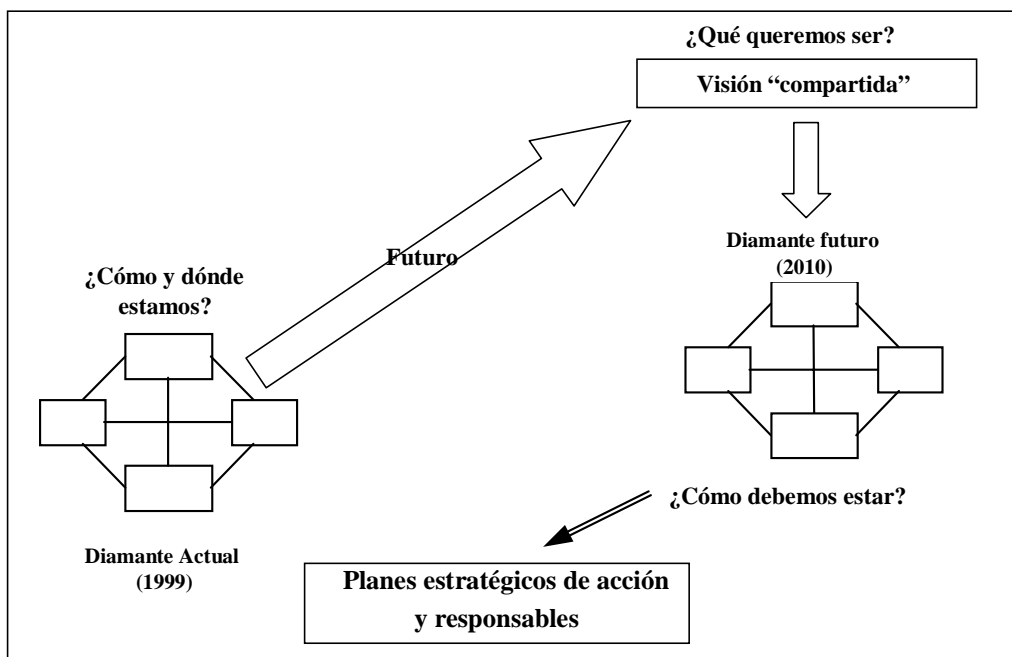 ¿Qué queremos ser?
Visión “compartida”
Futuro
Diamante futuro
(2010)
¿Cómo y dónde
estamos?
¿Cómo debemos estar?
Diamante Actual
(1999)
Planes estratégicos de acción
y responsables